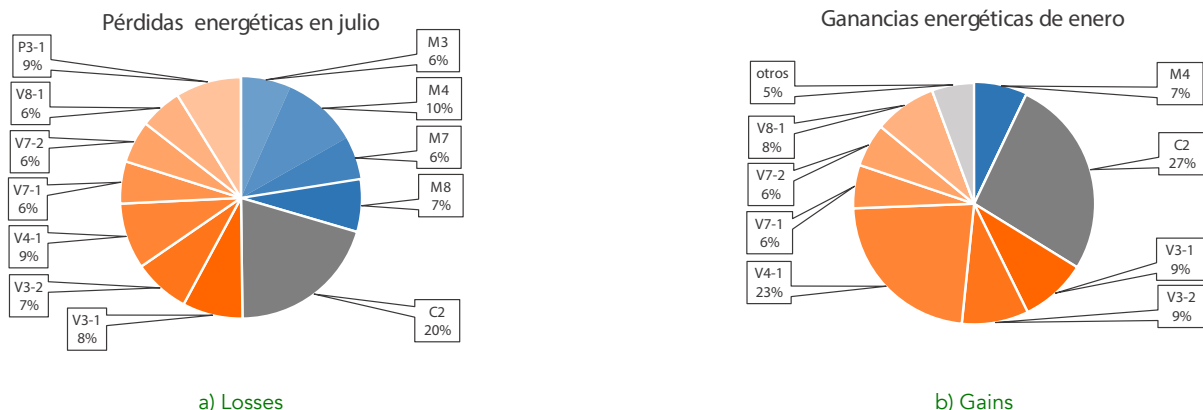 Pérdidas energéticas en julio
P3-1
9%
V8-1
6%
V7-2
6%
V7-1
6%
V4-1
9%
V3-2
7%
V3-1
8%
M3
6%
M4
10%
M7
6%
M8
7%
C2
20%
a) Losses
Ganancias energéticas de enero
otros
5%
V8-1
8%
V7-2
6%
V7-1
6%
V4-1
23%
M4
7%
C2
27%
V3-1
9%
V3-2
9%
b) Gains